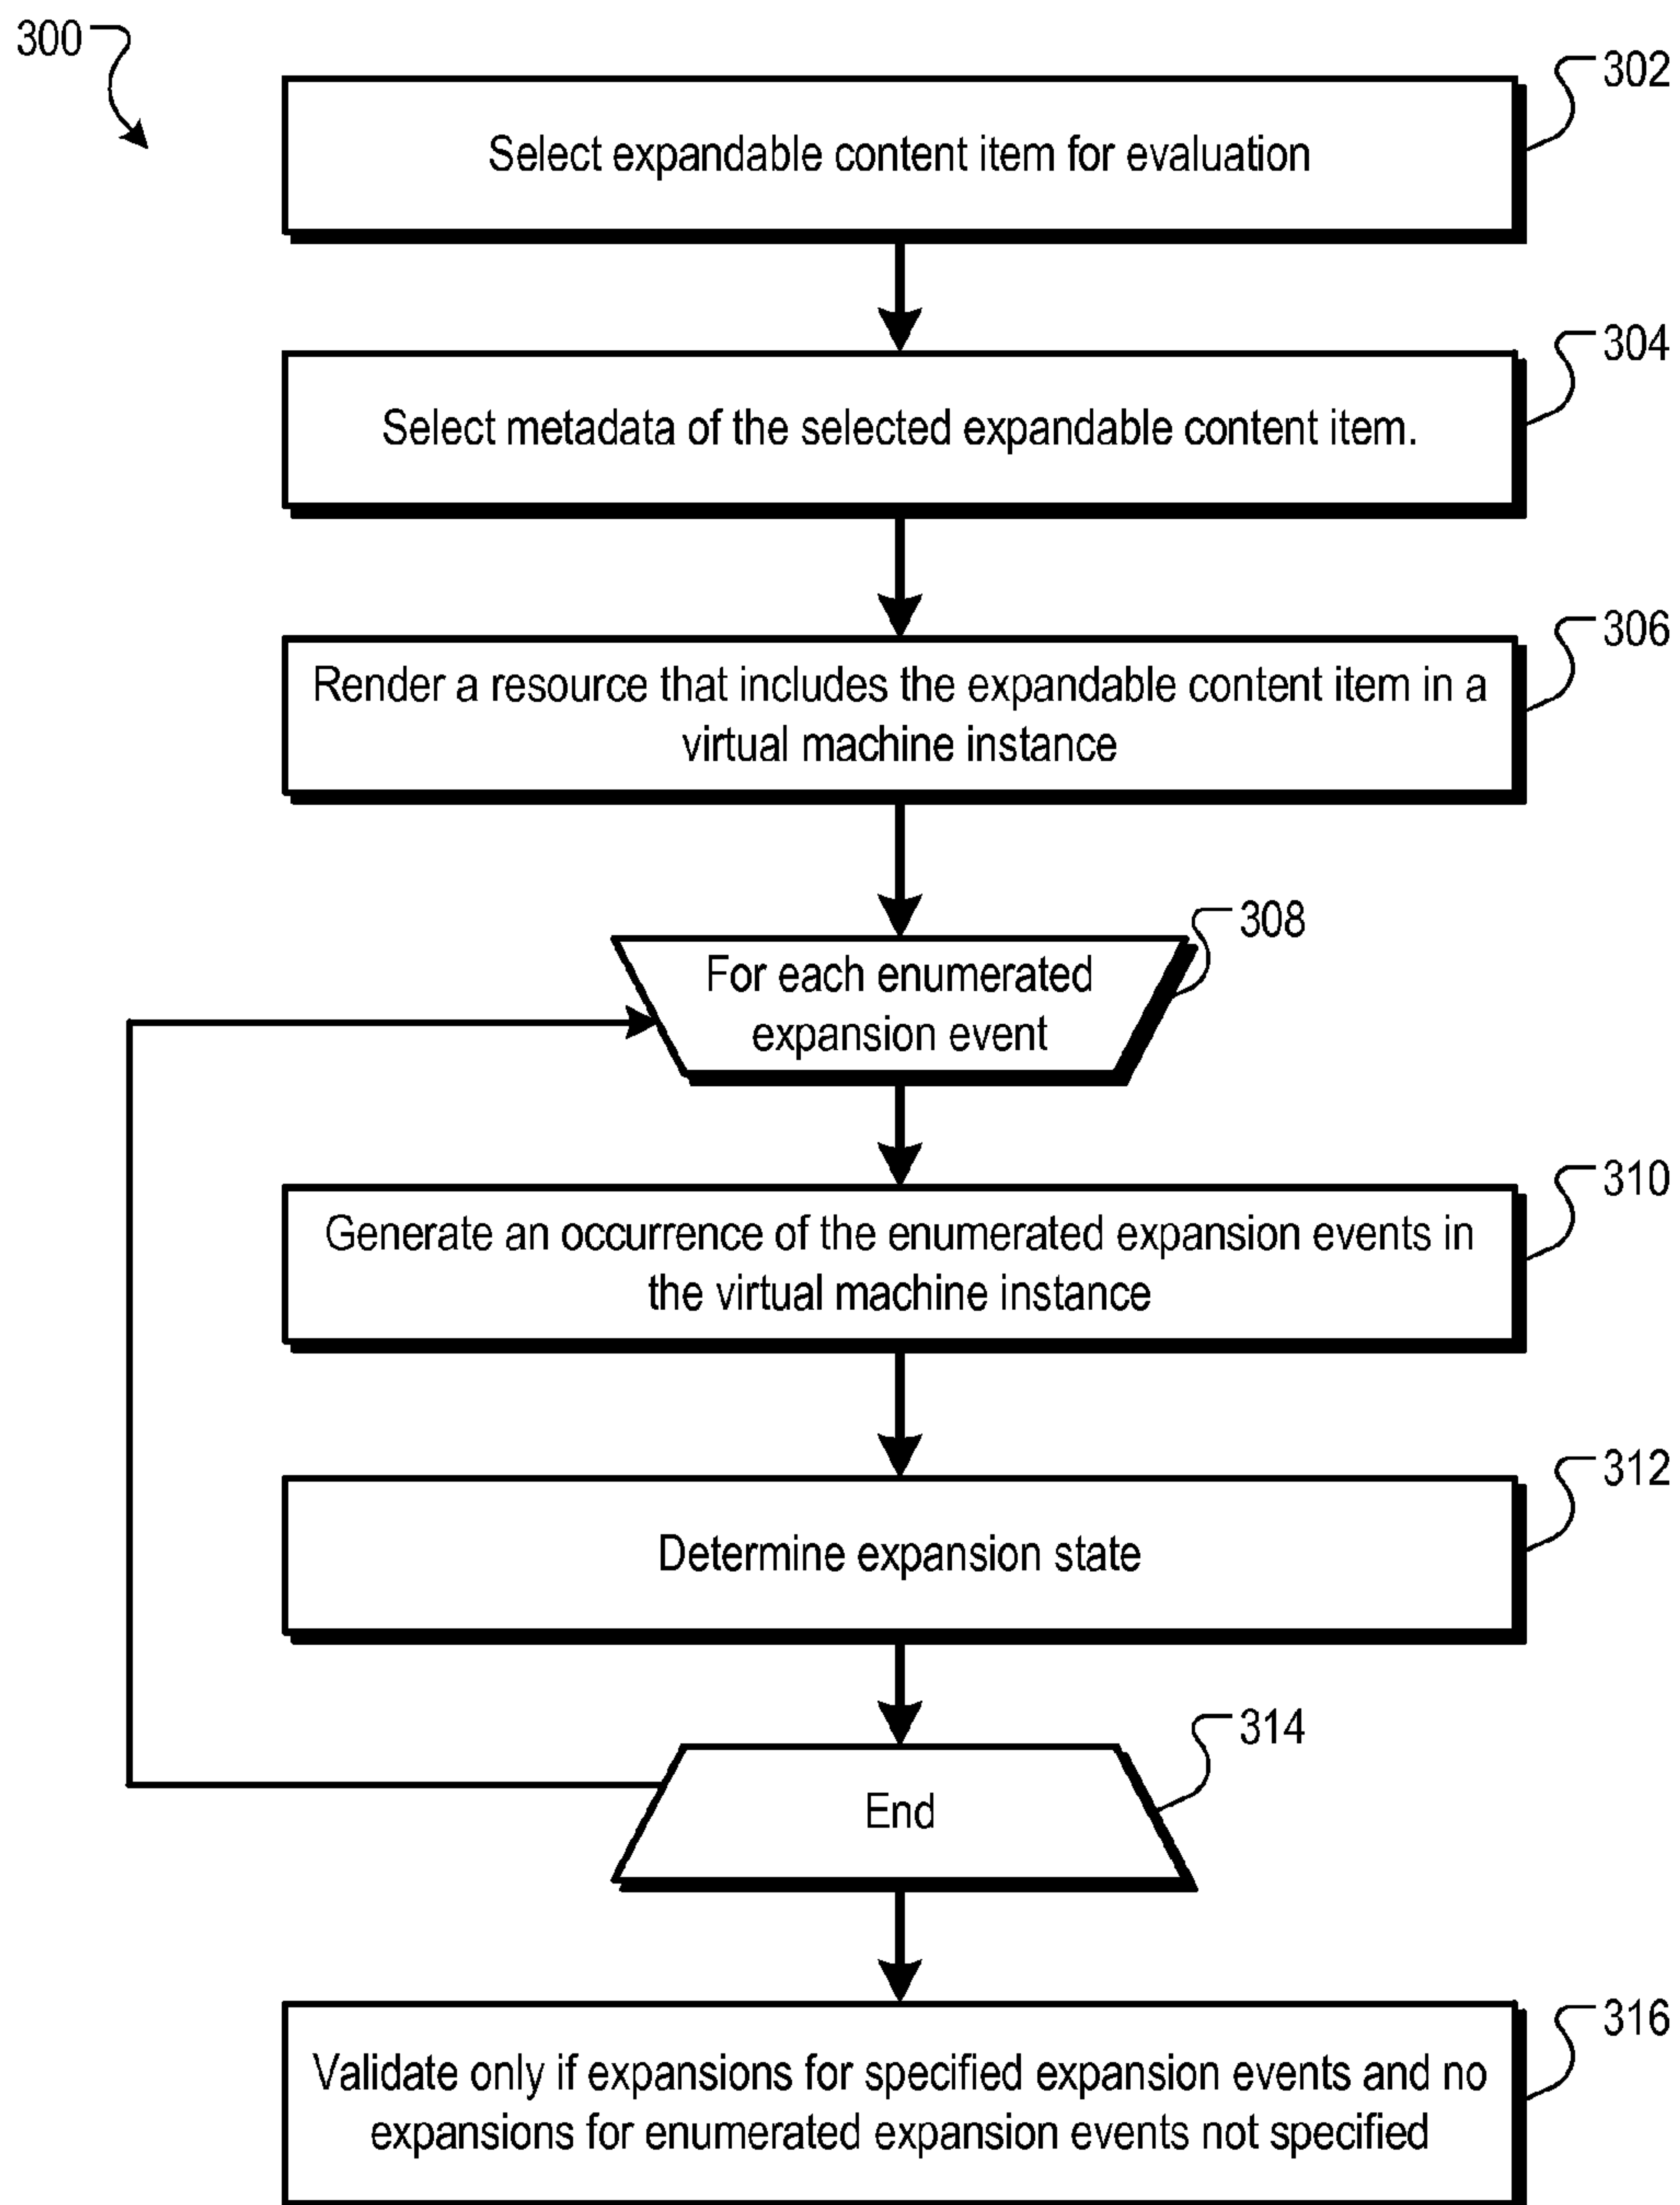 300
302
Select expandable content item for evaluation
304
Select metadata of the selected expandable content item.
306
Render a resource that includes the expandable content item in a
virtual machine instance
308
For each enumerated
expansion event
310
Generate an occurrence of the enumerated expansion events in
the virtual machine instance
312
Determine expansion state
314
End
316
Validate only if expansions for specified expansion events and no
expansions for enumerated expansion events not specified